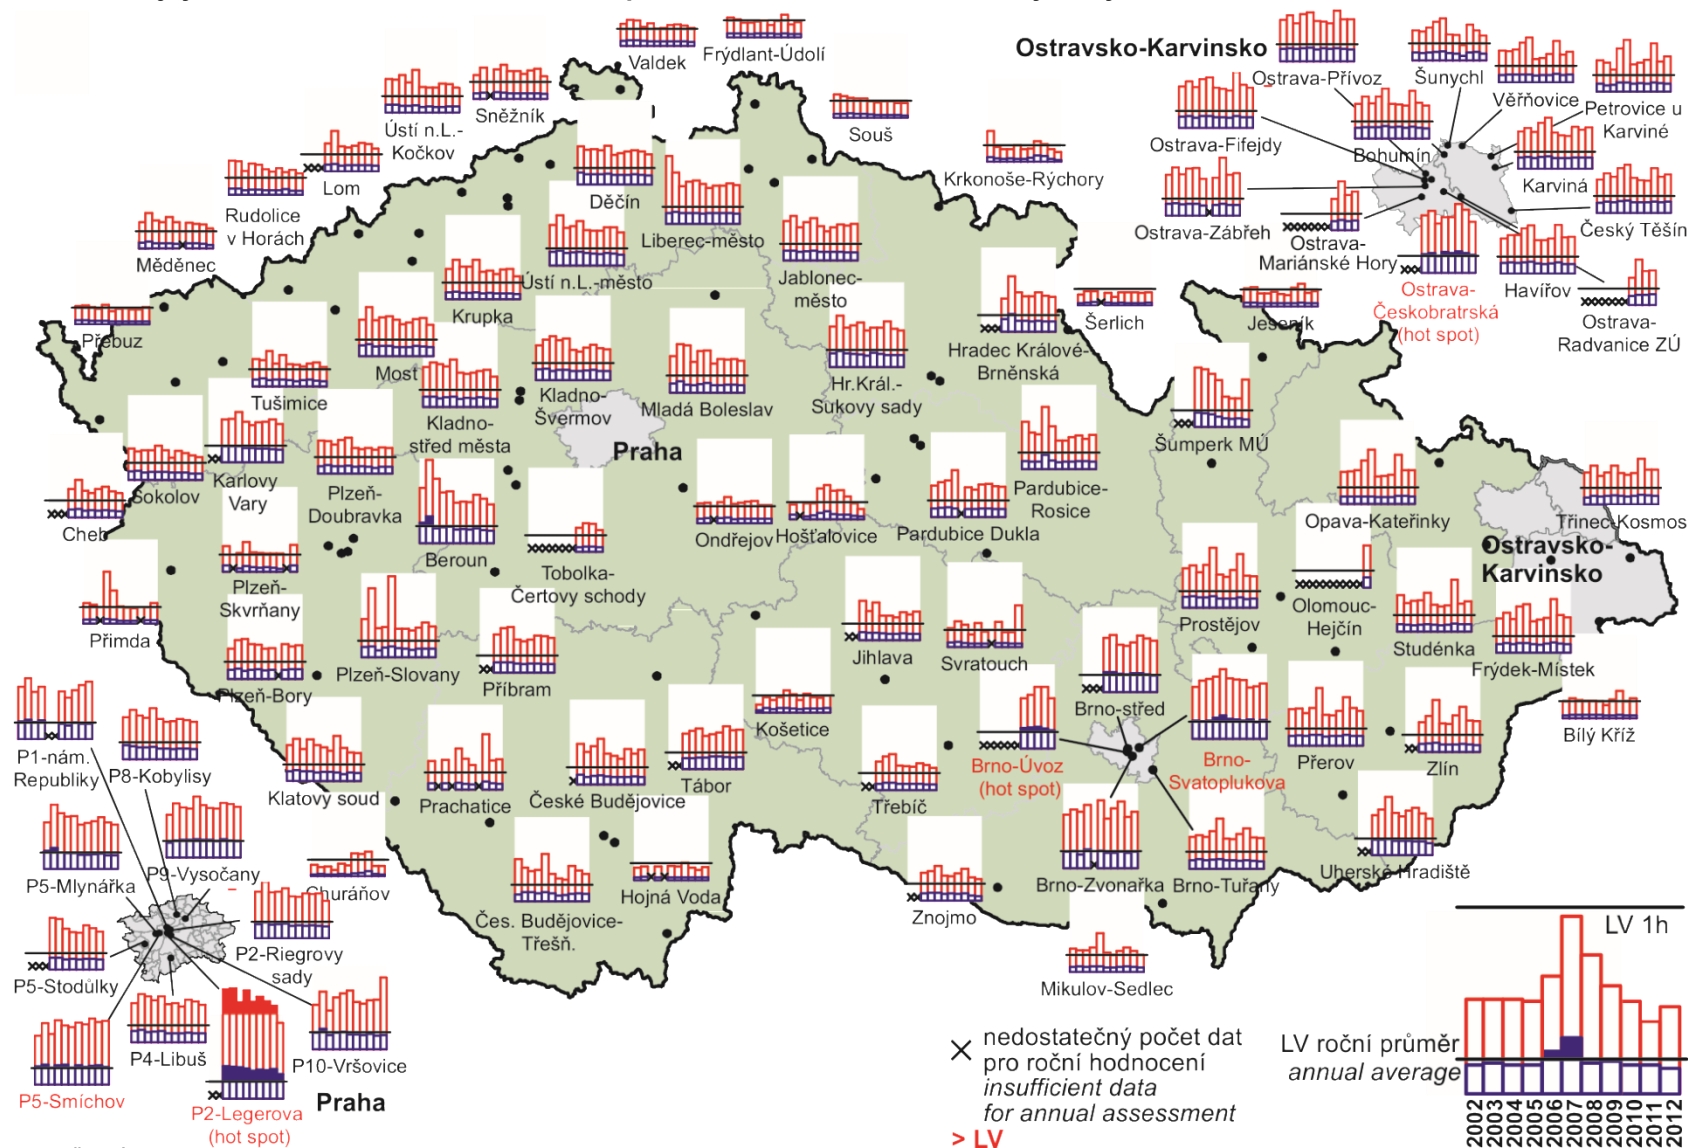 Valdek
Frýdlant-Údolí
Ostravsko-Karvinsko
Ostrava-Přívoz
Šunychl
Věřňovice
Petrovice u
Karviné
Sněžník
Ústí n.L.-
Kočkov
Souš
Ostrava-Fifejdy
Bohumín
Karviná
Lom
Děčín
Krkonoše-Rýchory
Rudolice
v Horách
Liberec-město
Ostrava-Zábřeh
Ostrava-
Mariánské Hory
Český Těšín
Měděnec
Ústí n.L.-město
Jablonec-
město
Ostrava-
Českobratrská
(hot spot)
Havířov
Krupka
Šerlich
Jeseník
Ostrava-
Radvanice ZÚ
Přebuz
Most
Hradec Králové-
Brněnská
Tušimice
Kladno-
střed města
Kladno-
Švermov
Mladá Boleslav
Hr.Král.-
Sukovy sady
Šumperk MÚ
Praha
Sokolov
Karlovy
Vary
Plzeň-
Doubravka
Pardubice-
Rosice
Cheb
Beroun
Ondřejov
Hošťalovice
Pardubice Dukla
Opava-Kateřinky
Třinec-Kosmos
Ostravsko-
Karvinsko
Plzeň-
Skvrňany
Tobolka-
Čertovy schody
Olomouc-
Hejčín
Přimda
Prostějov
Studénka
Plzeň-Slovany
Příbram
Jihlava
Svratouch
Frýdek-Místek
Plzeň-Bory
Košetice
Brno-střed
Bílý Kříž
P1-nám.
Republiky
P8-Kobylisy
Klatovy soud
Prachatice
České Budějovice
Tábor
Třebíč
Brno-Úvoz
(hot spot)
Brno-
Svatoplukova
Přerov
Zlín
P5-Mlynářka
P9-Vysočany
Churáňov
Čes. Budějovice-
Třešň.
Hojná Voda
Znojmo
Brno-Zvonařka
Brno-Tuřany
Uherské Hradiště
P5-Stodůlky
P2-Riegrovy
sady
Mikulov-Sedlec
P5-Smíchov
P4-Libuš
P2-Legerova
(hot spot)
P10-Vršovice
Praha
nedostatečný počet dat
pro roční hodnocení
insufficient data
for annual assessment
> LV
LV 1h
LV roční průměr
annual average
2002
2003
2004
2005
2006
2007
2008
2009
2010
2011
2012